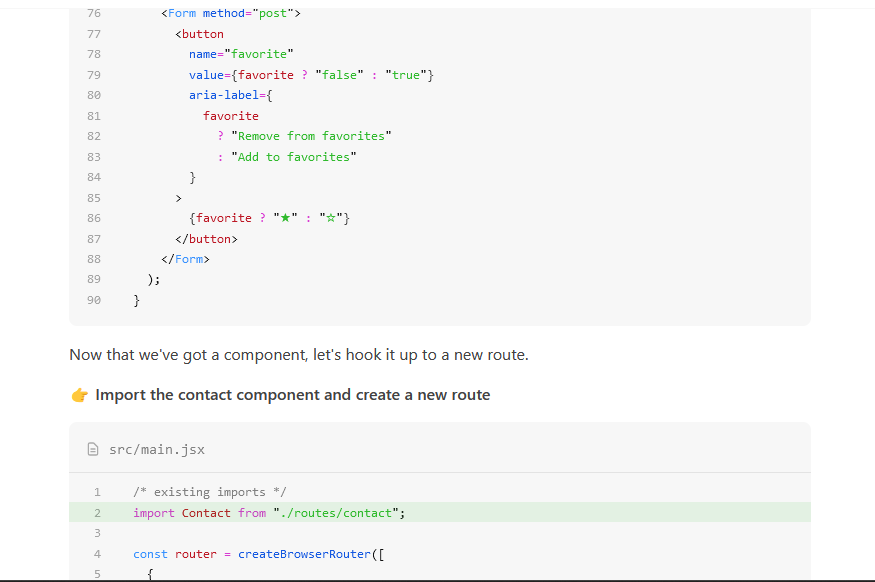 76 <Form method="post">
77 <button
78 name="favorite"
79 value={favorite ? "false" : "true"}
80 aria-label={
81 favorite
82 ? "Remove from favorites"
83 : "Add to favorites"
84 }
85 >
86 {favorite ? "★" : "☆"}
87 </button>
88 </Form>
89 );
90 }
Now that we've got a component, let's hook it up to a new route.
👉 Import the contact component and create a new route
src/main.jsx
1 /* existing imports */
2 import Contact from "./routes/contact";
3
4 const router = createBrowserRouter([
5 {